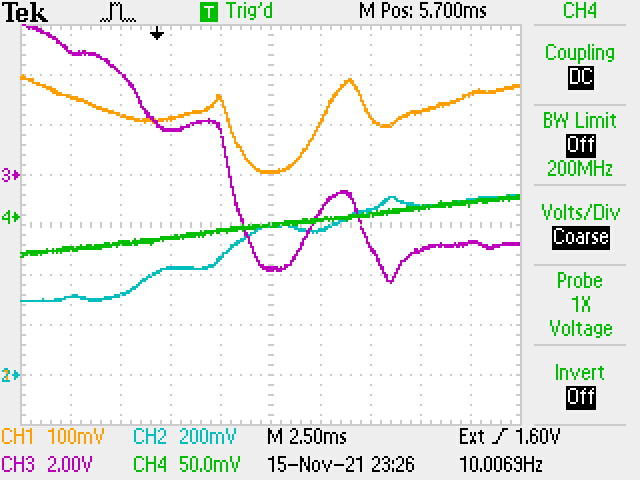 Tek T Trig'd M Pos: 5.700ms CH4
Coupling
DC
BW Limit
Off
200MHz
3
4
Volts/Div
Coarse
Probe
1X
Voltage
2
Invert
Off
CH1 100mV CH2 200mV M 2.50ms Ext 1.60V
CH3 2.00V CH4 50.0mV 15-Nov-21 23:26 10.0069Hz